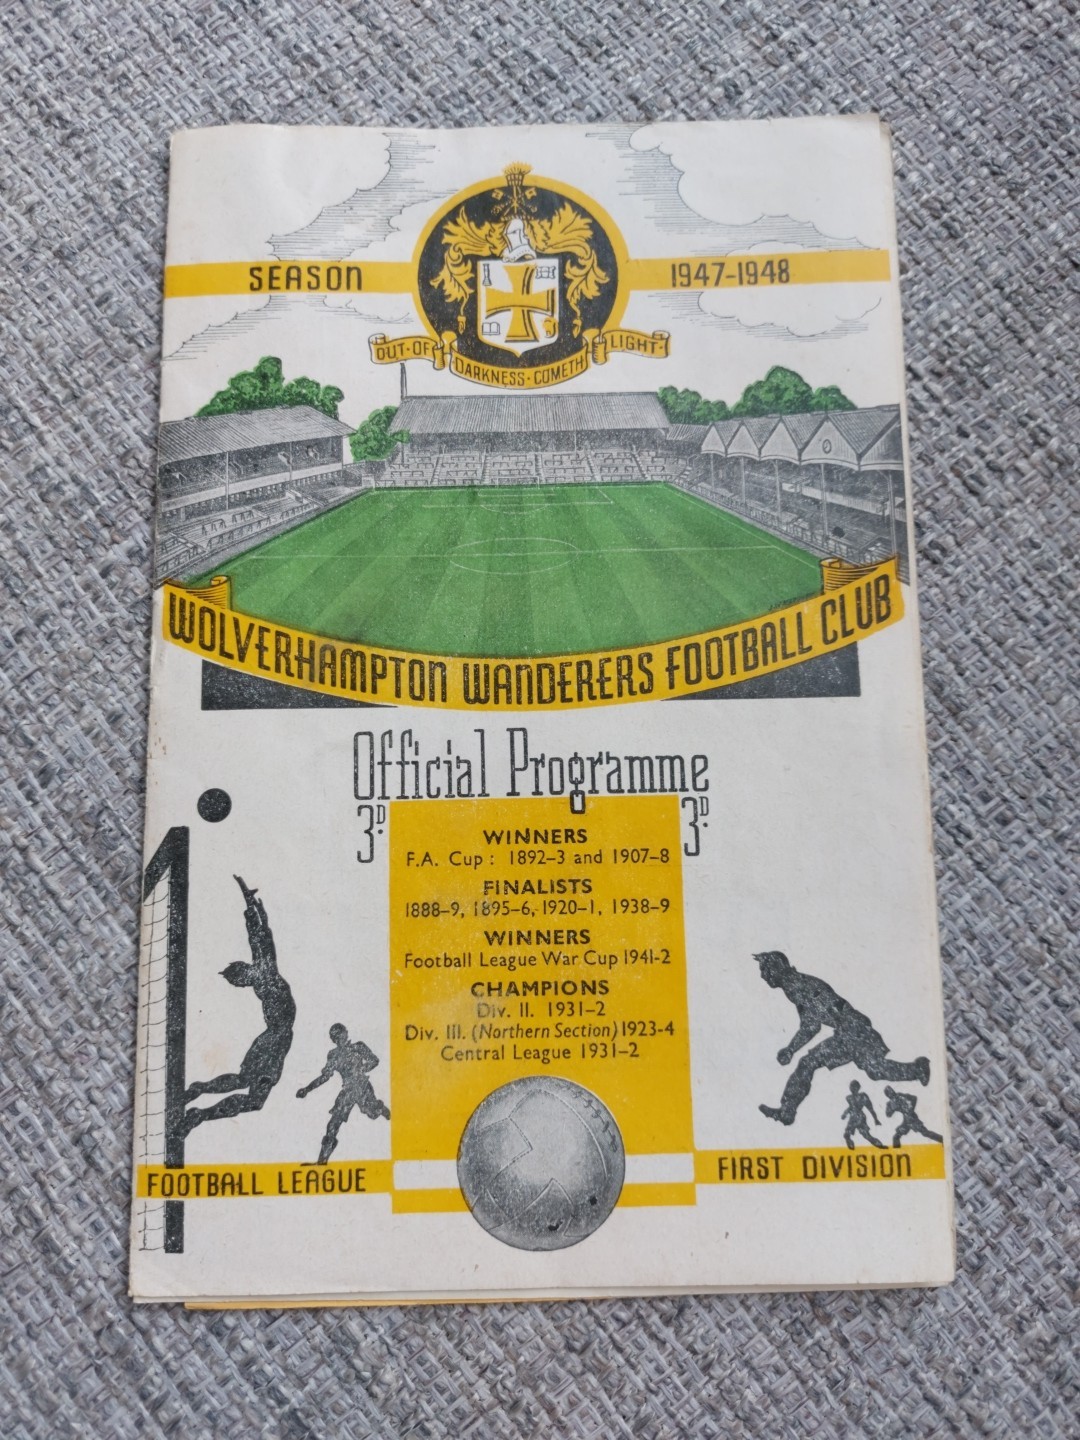 SEASON 1947-1948
OUT·OF DARKNESS·COMETH LIGHT·
WOLVERHAMPTON WANDERERS FOOTBALL CLUB
Official Programme
3D. 3D.
WINNERS
F.A. Cup: 1892-3 and 1907-8
FINALISTS
1888-9, 1895-6, 1920-1, 1938-9
WINNERS
Football League War Cup 1941-2
CHAMPIONS
Div. II. 1931-2
Div. III. (Northern Section) 1923-4
Central League 1931-2
FOOTBALL LEAGUE FIRST DIVISION